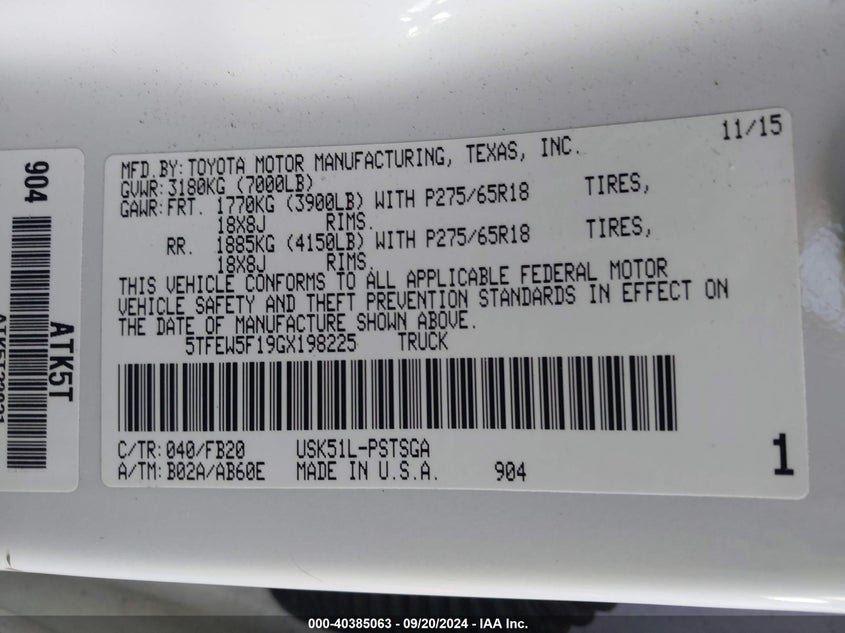 11/15
MFD.BY:TOYOTA MOTOR MANUFACTURING, TEXAS, INC.
GVWR:3180KG (7000LB)
GAWR:FRT. 1770KG (3900LB) WITH P275/65R18 TIRES,
18X8J RIMS.
RR. 1885KG (4150LB) WITH P275/65R18 TIRES,
18X8J RIMS.
THIS VEHICLE CONFORMS TO ALL APPLICABLE FEDERAL MOTOR
VEHICLE SAFETY AND THEFT PREVENTION STANDARDS IN EFFECT ON
THE DATE OF MANUFACTURE SHOWN ABOVE.
5TFEW5F19GX198225 TRUCK
C/TR:040/FB20 USK51L-PSTSGA
A/TM:B02A/AB60E MADE IN U.S.A. 904
1
904
ATK5T
000-40385063 - 09/20/2024 - IAA Inc.